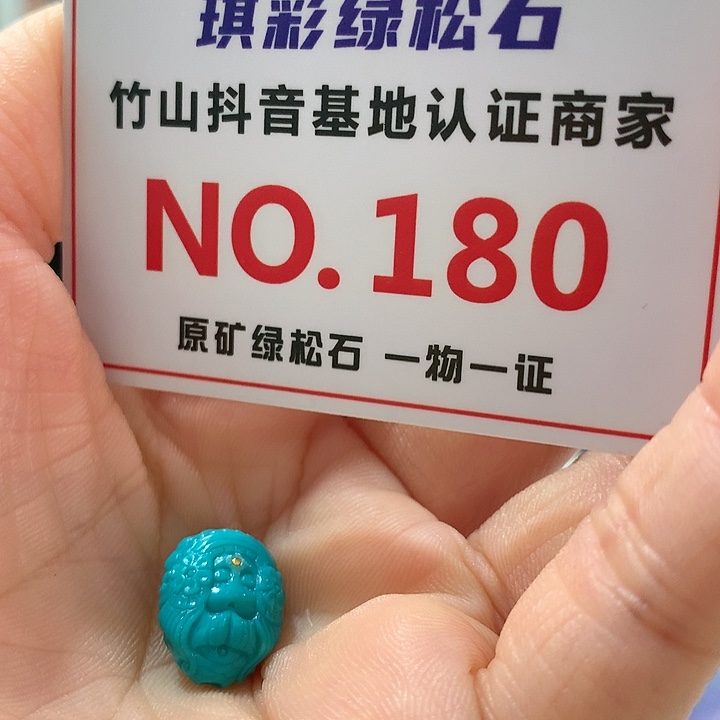 琪彩绿松石
竹山抖音基地认证商家
NO.180
原矿绿松石 一物一证